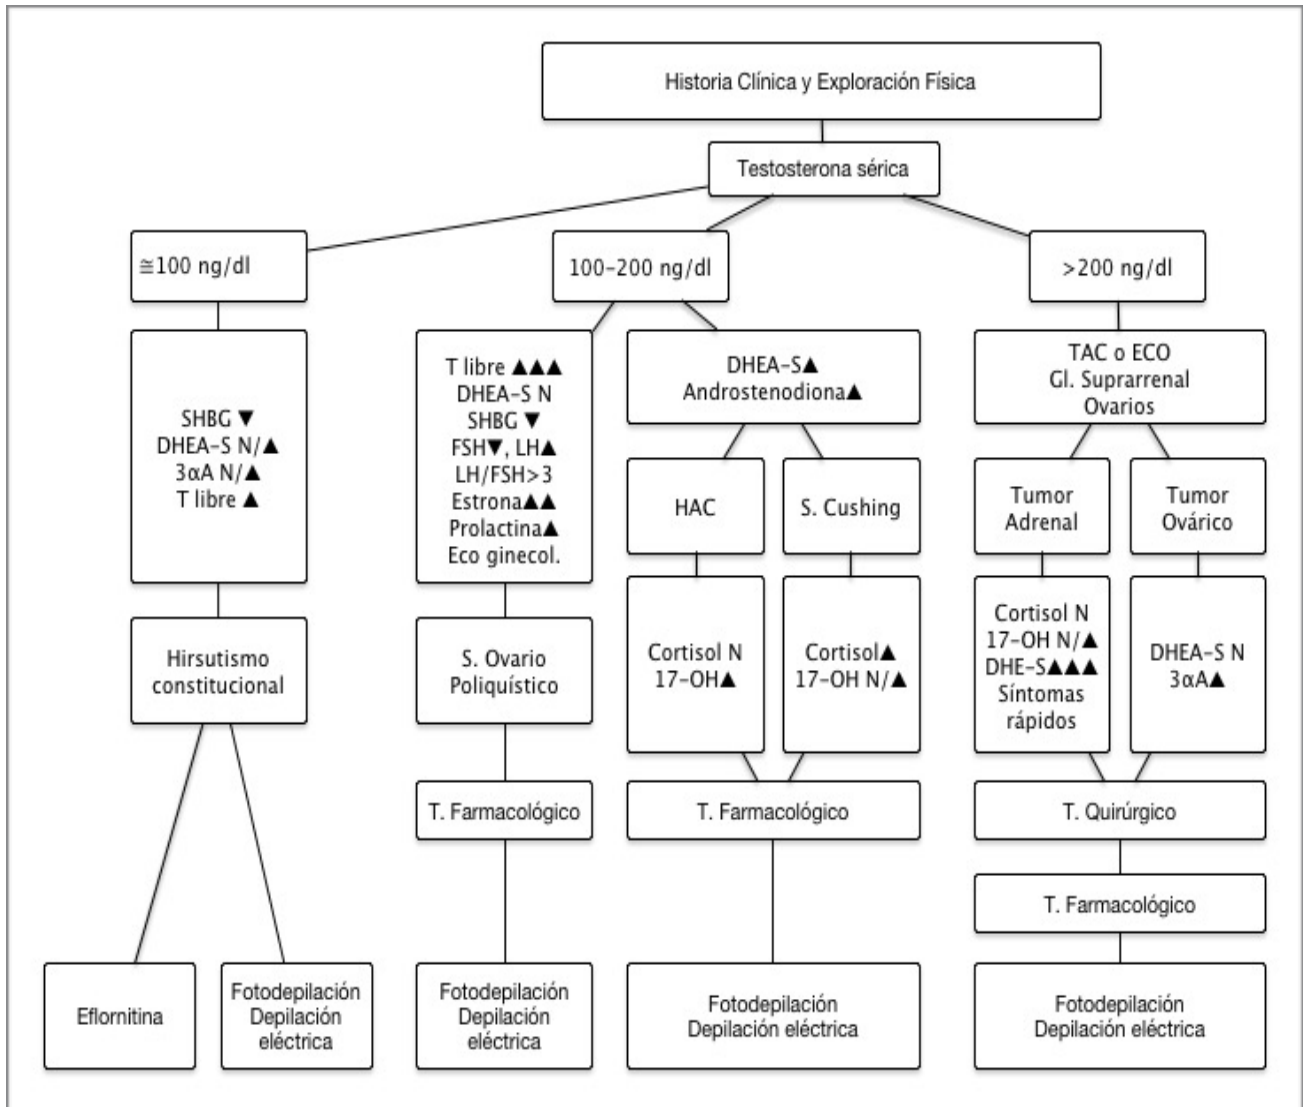 Historia Clínica y Exploración Física
Testosterona sérica
≅100 ng/dl
100-200 ng/dl
>200 ng/dl
SHBG ▼
DHEA-S N/▲
3αA N/▲
T libre ▲
T libre ▲▲▲
DHEA-S N
SHBG ▼
FSH▼, LH▲
LH/FSH>3
Estrona▲▲
Prolactina▲
Eco ginecol.
DHEA-S▲
Androstenodiona▲
TAC o ECO
Gl. Suprarrenal
Ovarios
HAC
S. Cushing
Tumor
Adrenal
Tumor
Ovárico
Hirsutismo
constitucional
S. Ovario
Poliquístico
Cortisol N
17-OH▲
Cortisol▲
17-OH N/▲
Cortisol N
17-OH N/▲
DHE-S▲▲▲
Síntomas
rápidos
DHEA-S N
3αA▲
T. Farmacológico
T. Farmacológico
T. Quirúrgico
T. Farmacológico
Eflornitina
Fotodepilación
Depilación
eléctrica
Fotodepilación
Depilación
eléctrica
Fotodepilación
Depilación eléctrica
Fotodepilación
Depilación eléctrica